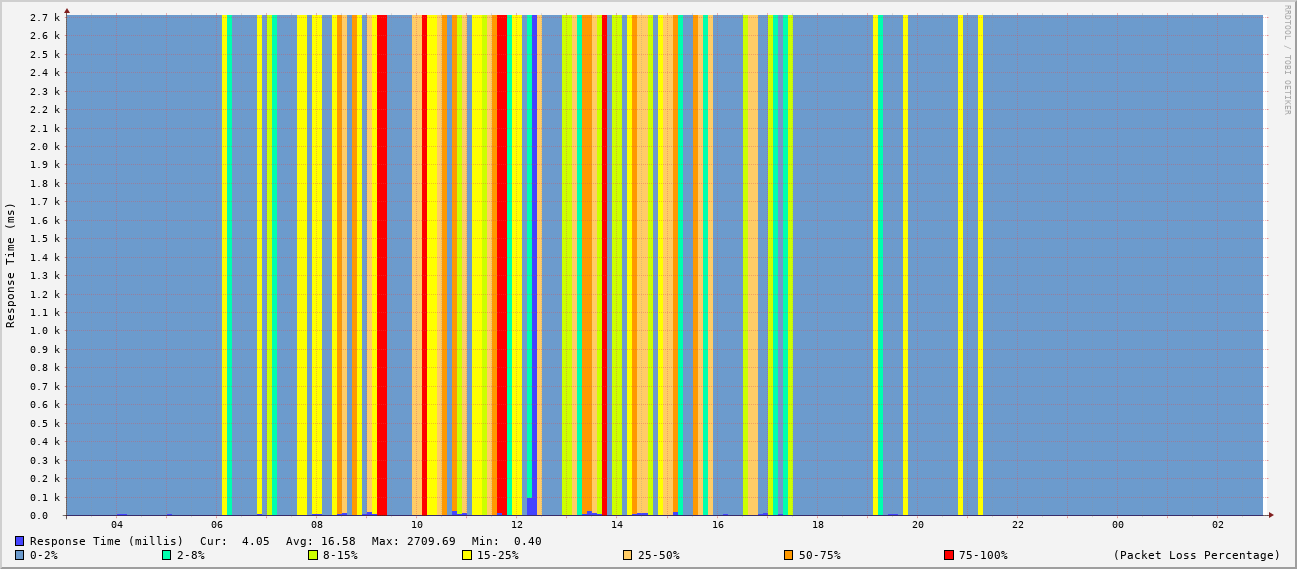 RRDTOOL / TOBI OETIKER
Response Time (ms)
2.7 k
2.6 k
2.5 k
2.4 k
2.3 k
2.2 k
2.1 k
2.0 k
1.9 k
1.8 k
1.7 k
1.6 k
1.5 k
1.4 k
1.3 k
1.2 k
1.1 k
1.0 k
0.9 k
0.8 k
0.7 k
0.6 k
0.5 k
0.4 k
0.3 k
0.2 k
0.1 k
0.0
04 06 08 10 12 14 16 18 20 22 00 02
Response Time (millis) Cur: 4.05 Avg: 16.58 Max: 2709.69 Min: 0.40
0-2% 2-8% 8-15% 15-25% 25-50% 50-75% 75-100% (Packet Loss Percentage)